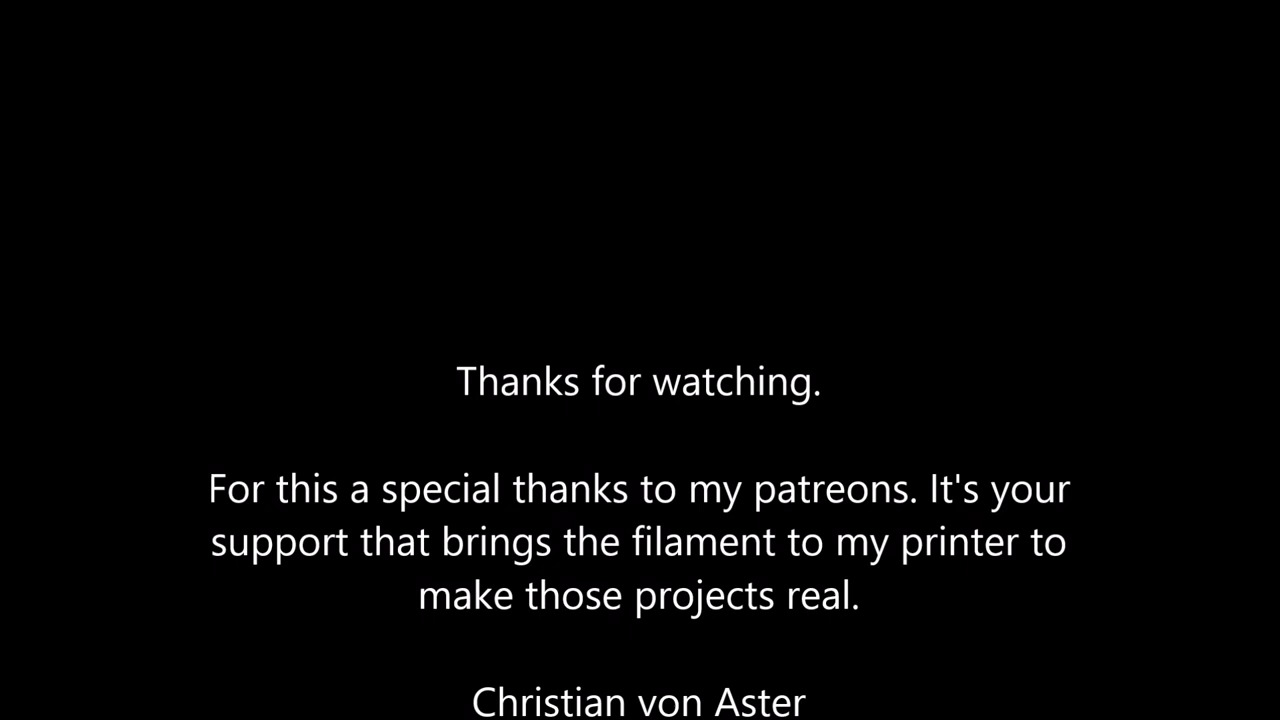 Thanks for watching.
For this a special thanks to my patreons. It's your
support that brings the filament to my printer to
make those projects real.
Christian von Aster